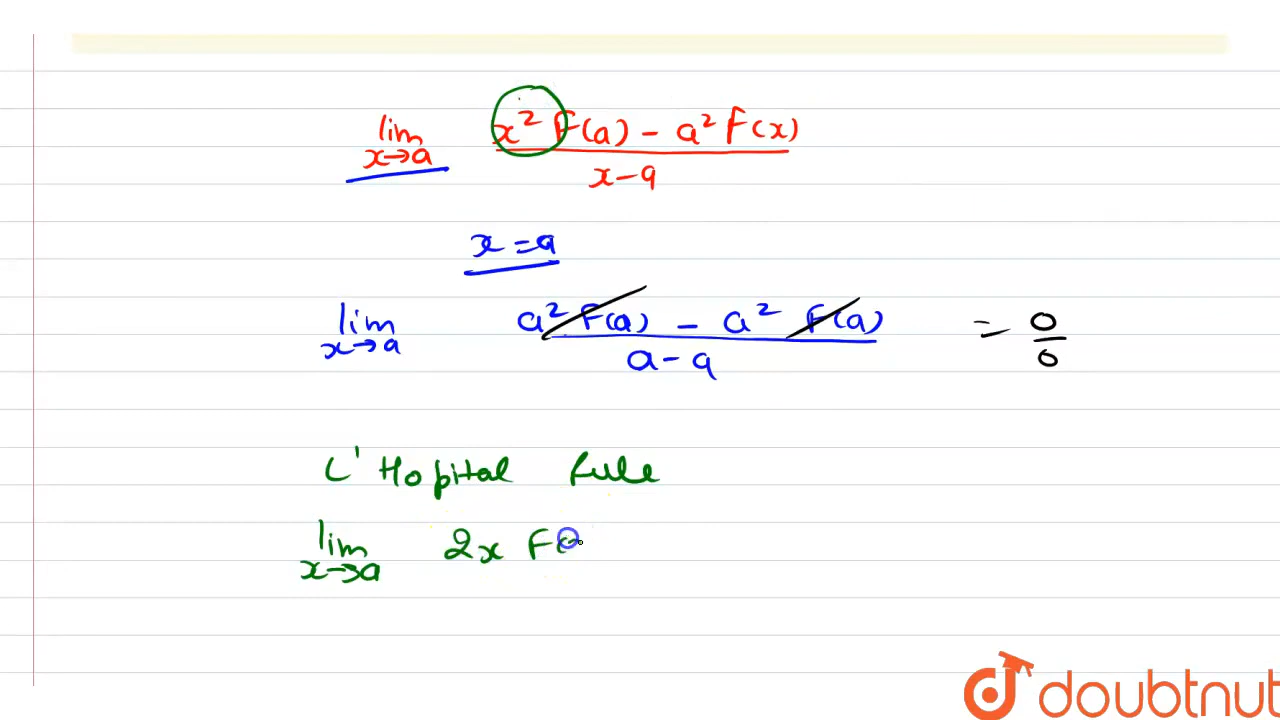 lim x→a x² F(a) - a² F(x) / x-a
x = a
lim x→a a² F(a) - a² F(a) / a-a = 0/0
L' Hopital Rule
lim x→a 2x F(
doubtnut